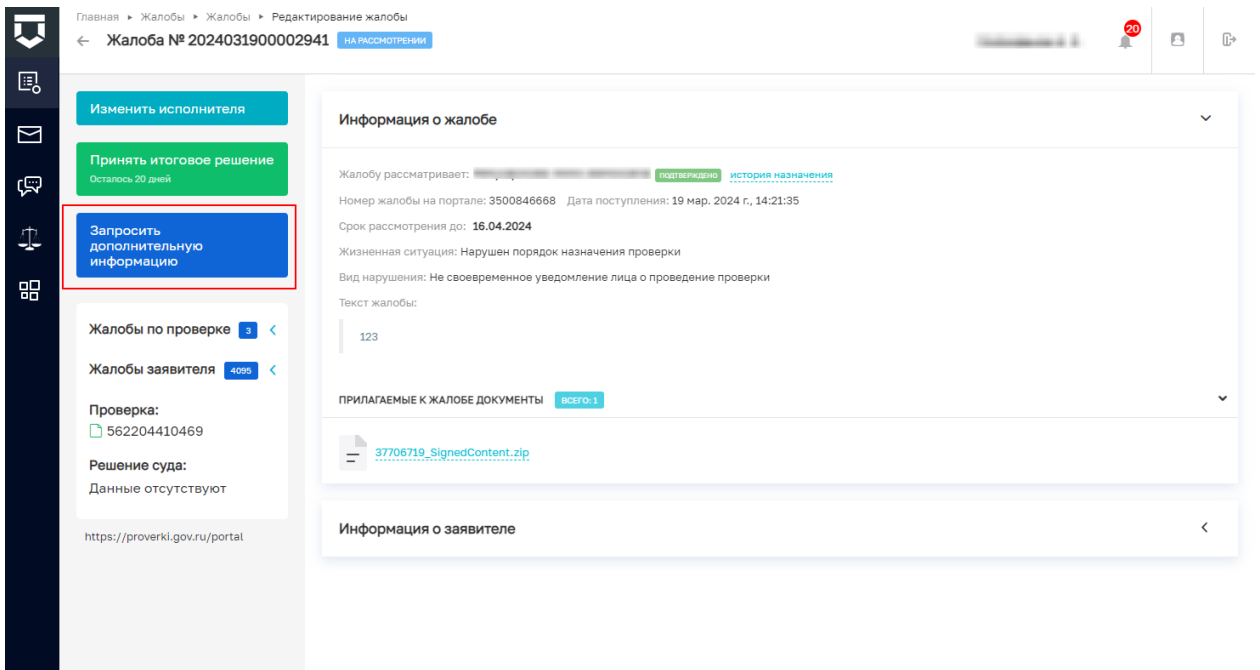 Главная ▸ Жалобы ▸ Жалобы ▸ Редактирование жалобы
← Жалоба № 2024031900002941 НА РАССМОТРЕНИИ
20
Изменить исполнителя
Принять итоговое решение
Осталось 20 дней
Запросить
дополнительную
информацию
Жалобы по проверке 3
Жалобы заявителя 4095
Проверка:
562204410469
Решение суда:
Данные отсутствуют
https://proverki.gov.ru/portal
Информация о жалобе
Жалобу рассматривает: ПОДТВЕРЖДЕНО история назначения
Номер жалобы на портале: 3500846668 Дата поступления: 19 мар. 2024 г., 14:21:35
Срок рассмотрения до: 16.04.2024
Жизненная ситуация: Нарушен порядок назначения проверки
Вид нарушения: Не своевременное уведомление лица о проведение проверки
Текст жалобы:
123
ПРИЛАГАЕМЫЕ К ЖАЛОБЕ ДОКУМЕНТЫ ВСЕГО: 1
37706719_SignedContent.zip
Информация о заявителе